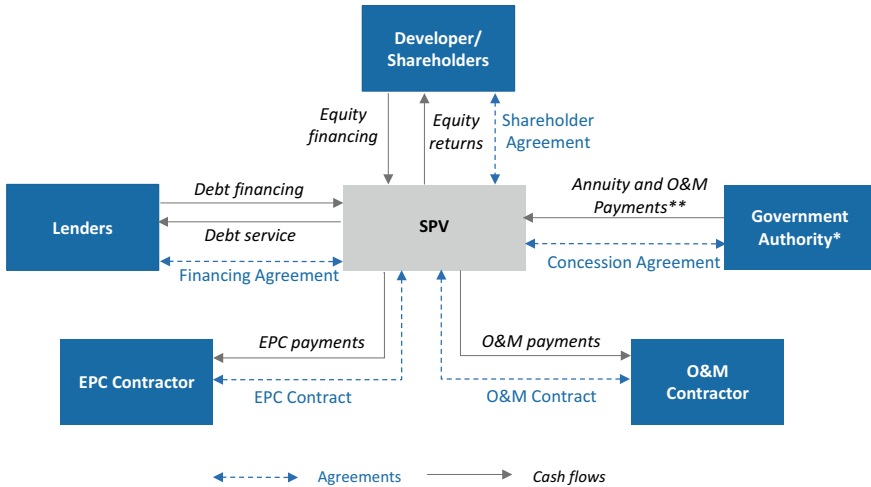 Developer/
Shareholders
Equity
financing
Equity
returns
Shareholder
Agreement
Debt financing
Annuity and O&M
Payments**
Lenders
SPV
Government
Authority*
Debt service
Financing Agreement
Concession Agreement
EPC payments
O&M payments
EPC Contractor
EPC Contract
O&M Contract
O&M
Contractor
Agreements
Cash flows